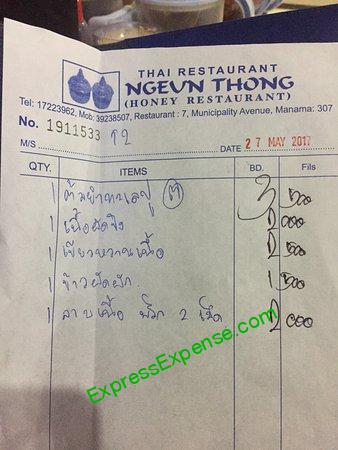 THAI RESTAURANT
NGEUN THONG
(HONEY RESTAURANT)
Tel: 17223962, Mob: 39238507, Restaurant : 7, Municipality Avenue, Manama: 307
No. 1911533 T2
M/S DATE 27 MAY 2017
QTY. ITEMS BD. Fils
1 ต้มยำทะเล 3 500
1 เนื้อผัดขิง 2 000
1 เขียวหวานเนื้อ 2 500
1 ข้าวผัดผัก 1 500
1 ลาบเนื้อ พริก 2 เม็ด 2 000
ExpressExpense.com